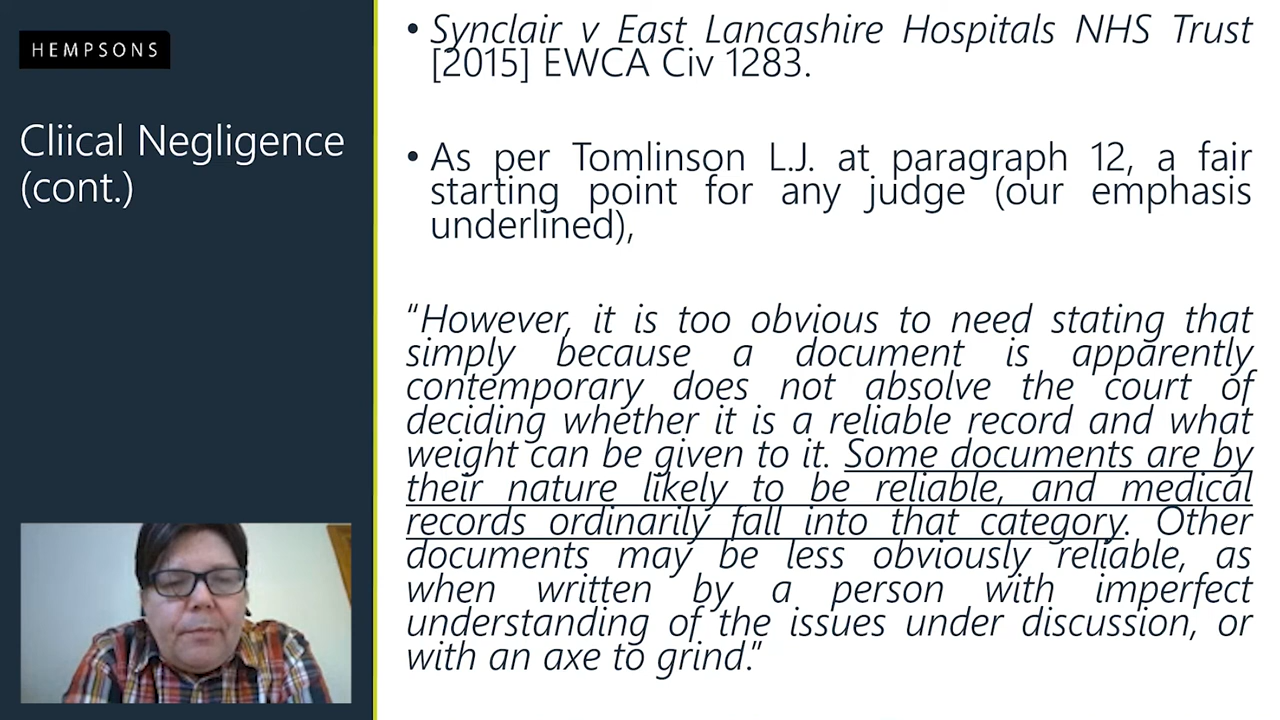 HEMPSONS
Cliical Negligence
(cont.)
• Synclair v East Lancashire Hospitals NHS Trust
[2015] EWCA Civ 1283.
• As per Tomlinson L.J. at paragraph 12, a fair
starting point for any judge (our emphasis
underlined),
“However, it is too obvious to need stating that
simply because a document is apparently
contemporary does not absolve the court of
deciding whether it is a reliable record and what
weight can be given to it. Some documents are by
their nature likely to be reliable, and medical
records ordinarily fall into that category. Other
documents may be less obviously reliable, as
when written by a person with imperfect
understanding of the issues under discussion, or
with an axe to grind.”